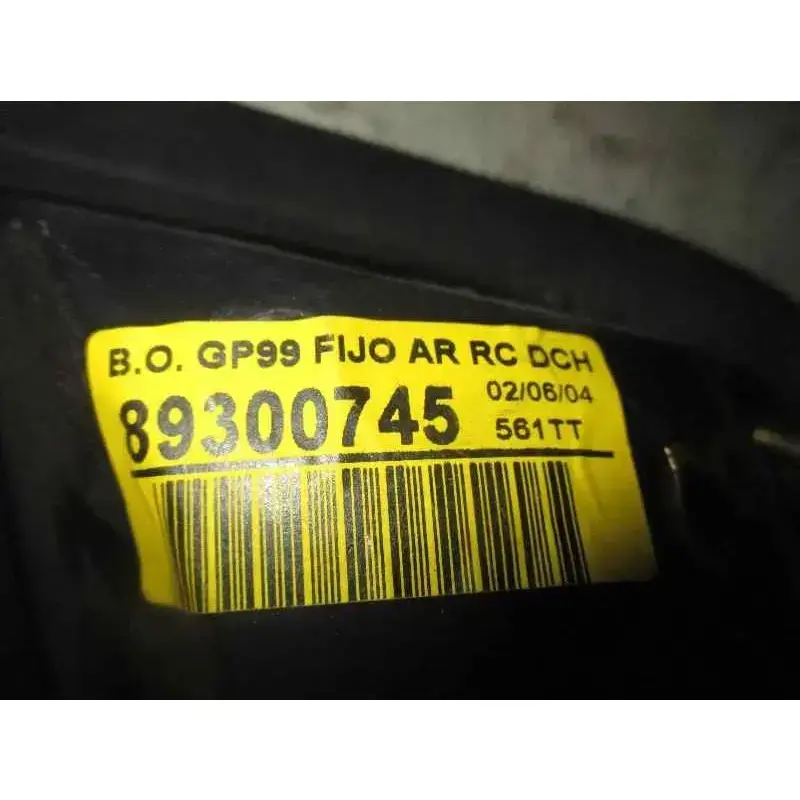 B.O. GP99 FIJO AR RC DCH
89300745 02/06/04
561TT